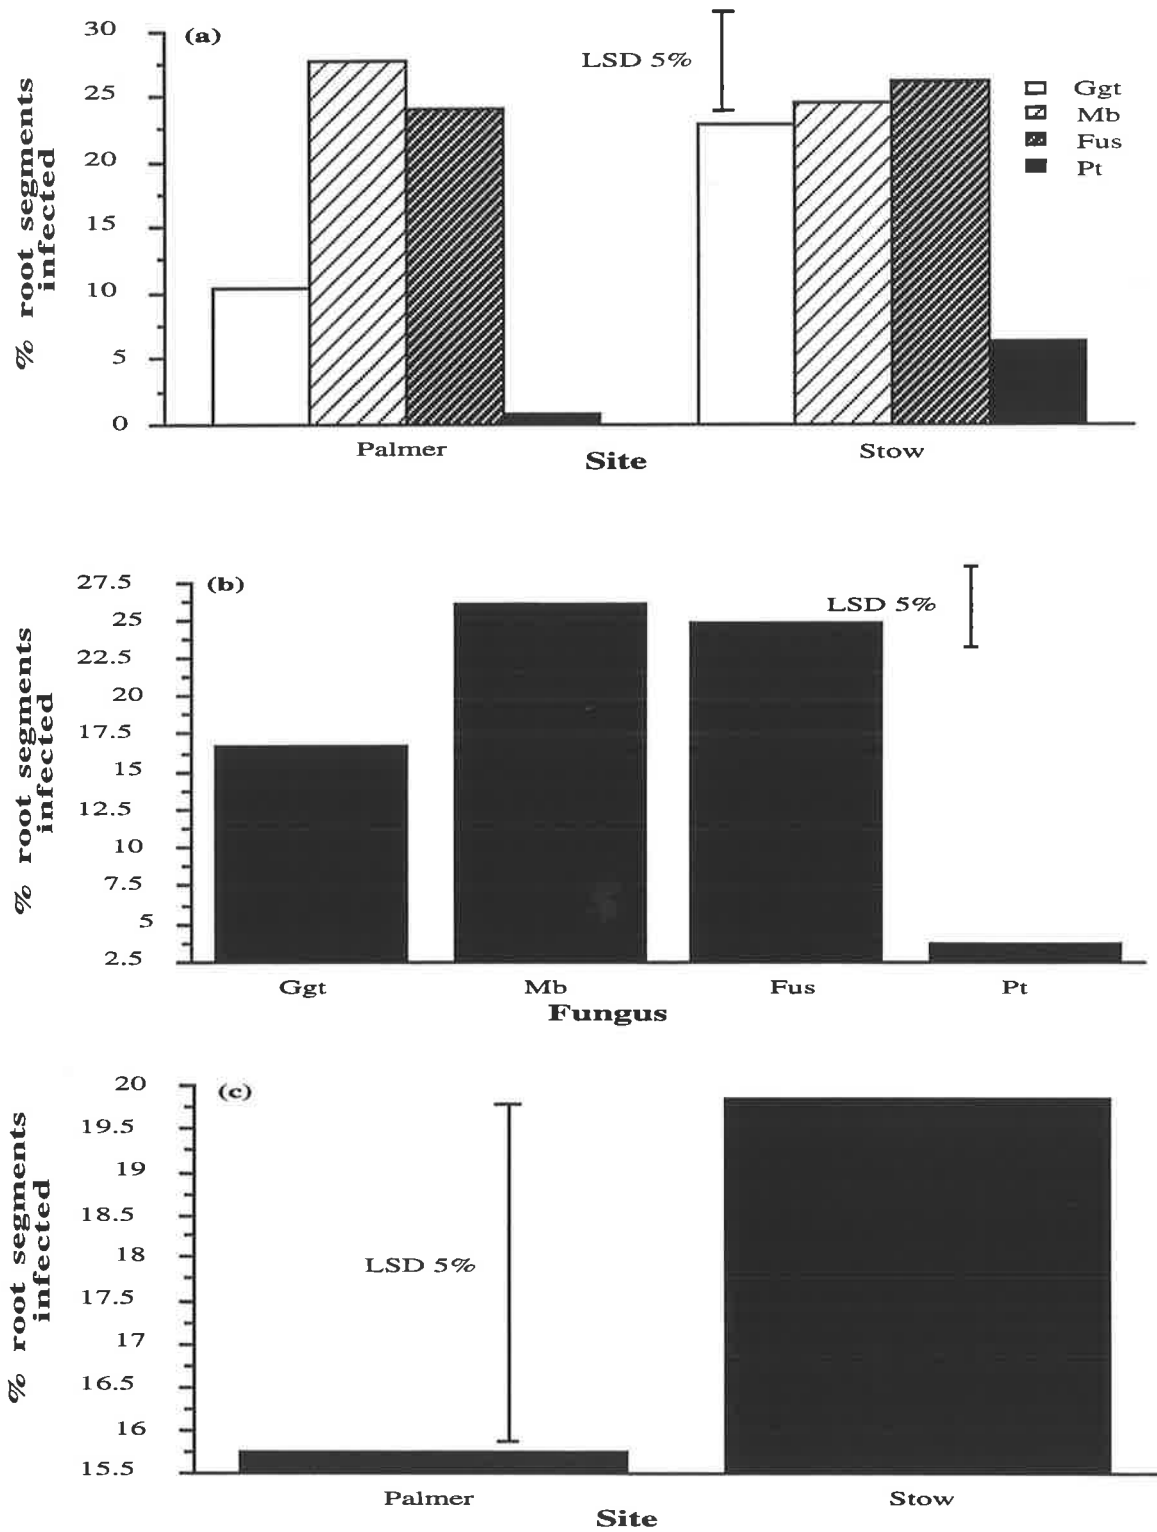 (a)
30
25
20
15
10
5
0
% root segments
infected
LSD 5%
Ggt
Mb
Fus
Pt
Palmer
Stow
Site
(b)
27.5
25
22.5
20
17.5
15
12.5
10
7.5
5
2.5
% root segments
infected
LSD 5%
Ggt
Mb
Fus
Pt
Fungus
(c)
20
19.5
19
18.5
18
17.5
17
16.5
16
15.5
% root segments
infected
LSD 5%
Palmer
Stow
Site